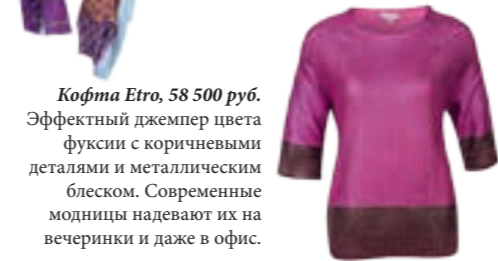 Кофта Etro, 58 500 руб.
Эффектный джемпер цвета
фуксии с коричневыми
деталями и металлическим
блеском. Современные
модницы надевают их на
вечеринки и даже в офис.